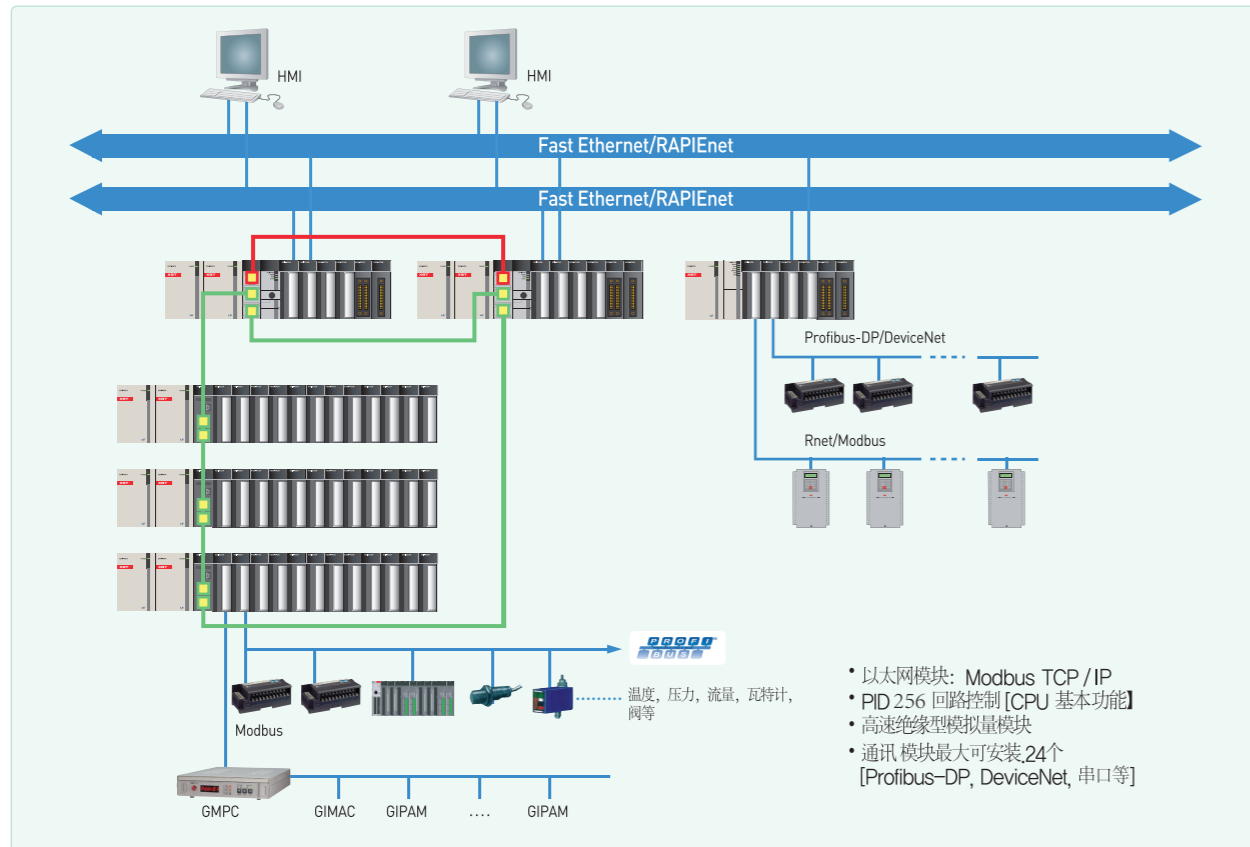 HMI
HMI
Fast Ethernet/RAPIEnet
Fast Ethernet/RAPIEnet
Profibus-DP/DeviceNet
Rnet/Modbus
PROFI
BUS
温度，压力，流量，瓦特计，
阀等
Modbus
GMPC
GIMAC
GIPAM
....
GIPAM
• 以太网模块: Modbus TCP / IP
• PID 256 回路控制 [CPU 基本功能】
• 高速绝缘型模拟量模块
• 通讯 模块最大可安装.24个
[Profibus-DP, DeviceNet, 串口等]